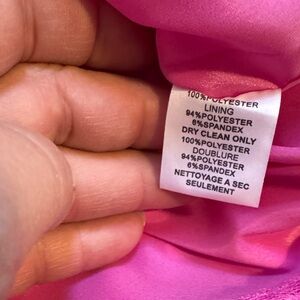 100%POLYESTER
LINING
94%POLYESTER
6%SPANDEX
DRY CLEAN ONLY
100%POLYESTER
DOUBLURE
94%POLYESTER
6%SPANDEX
NETTOYAGE A SEC
SEULEMENT